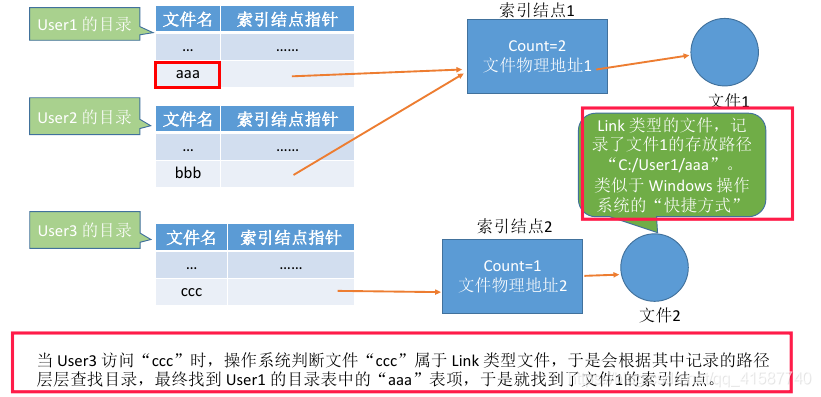 User1 的目录
文件名 索引结点指针
... ......
aaa
索引结点1
Count=2
文件物理地址1
文件1
User2 的目录
文件名 索引结点指针
... ......
bbb
Link 类型的文件，记
录了文件1的存放路径
“C:/User1/aaa”。
类似于 Windows 操作
系统的“快捷方式”
User3 的目录
文件名 索引结点指针
... ......
ccc
索引结点2
Count=1
文件物理地址2
文件2
当 User3 访问“ccc”时，操作系统判断文件“ccc”属于 Link 类型文件，于是会根据其中记录的路径
层层查找目录，最终找到 User1 的目录表中的“aaa”表项，于是就找到了文件1的索引结点。